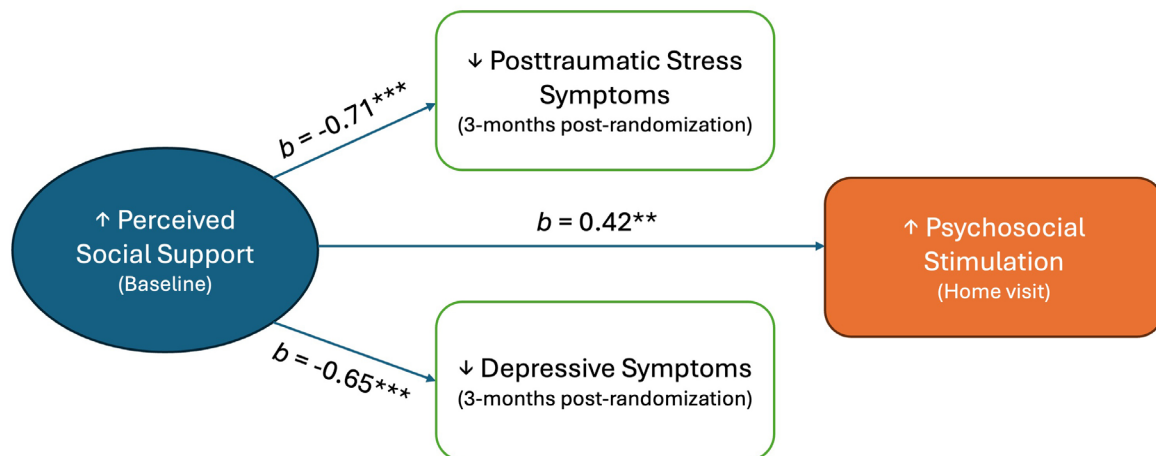 ↓ Posttraumatic Stress
Symptoms
(3-months post-randomization)
b = -0.71***
↑ Perceived
Social Support
(Baseline)
b = 0.42**
↑ Psychosocial
Stimulation
(Home visit)
b = -0.65***
↓ Depressive Symptoms
(3-months post-randomization)